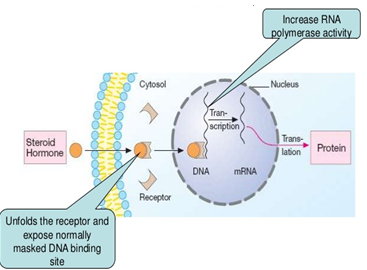 Increase RNA
polymerase activity
Cytosol
Nucleus
Tran-
scription
Steroid
Hormone
Trans-
lation
Protein
DNA
mRNA
Receptor
Unfolds the receptor and
expose normally
masked DNA binding
site